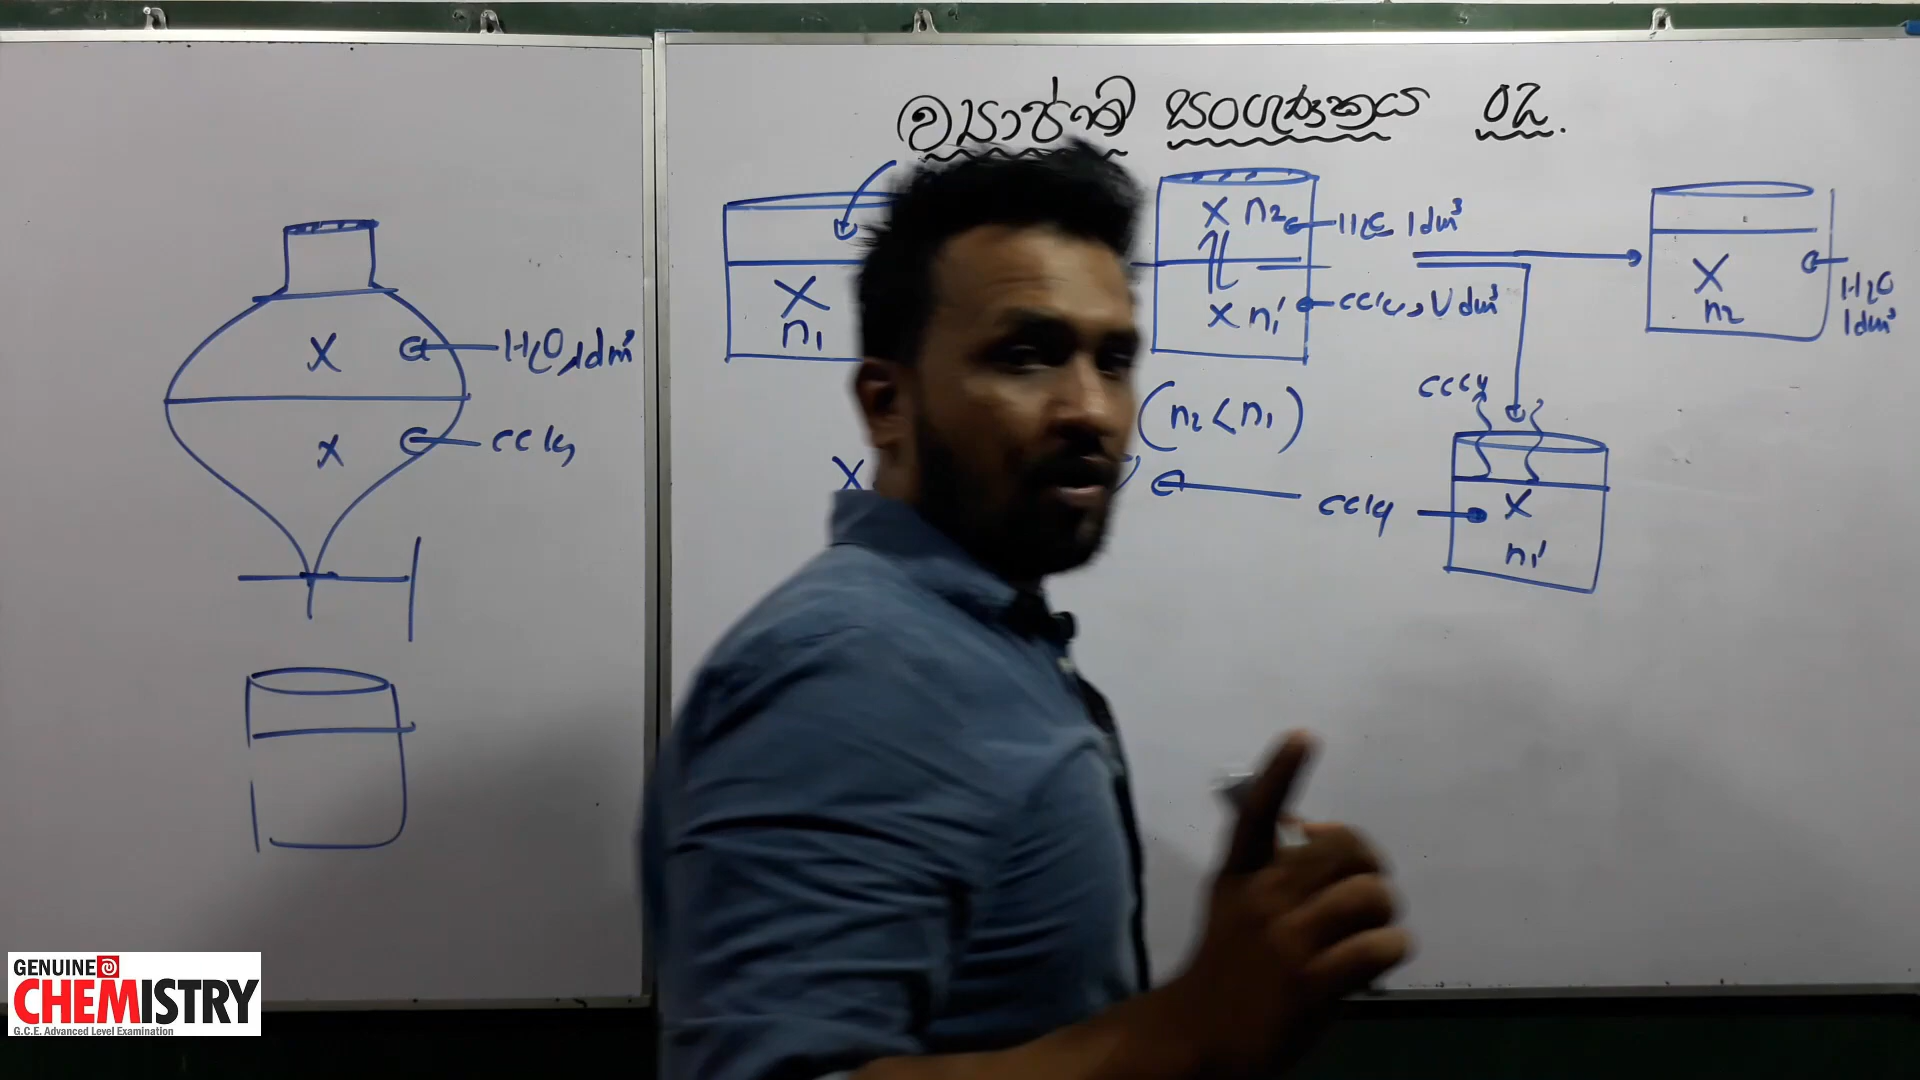 ව්‍යාප්ති සංගුණකය 02.
X n2
H2O 1dm³
X n1'
CCl4, V dm³
X
n1
X
n2
H2O
1dm³
X
H2O, 1dm³
X
CCl4
(n2 < n1)
CCl4
X
CCl4
X
n1'
GENUINE
CHEMISTRY
G.C.E. Advanced Level Examination